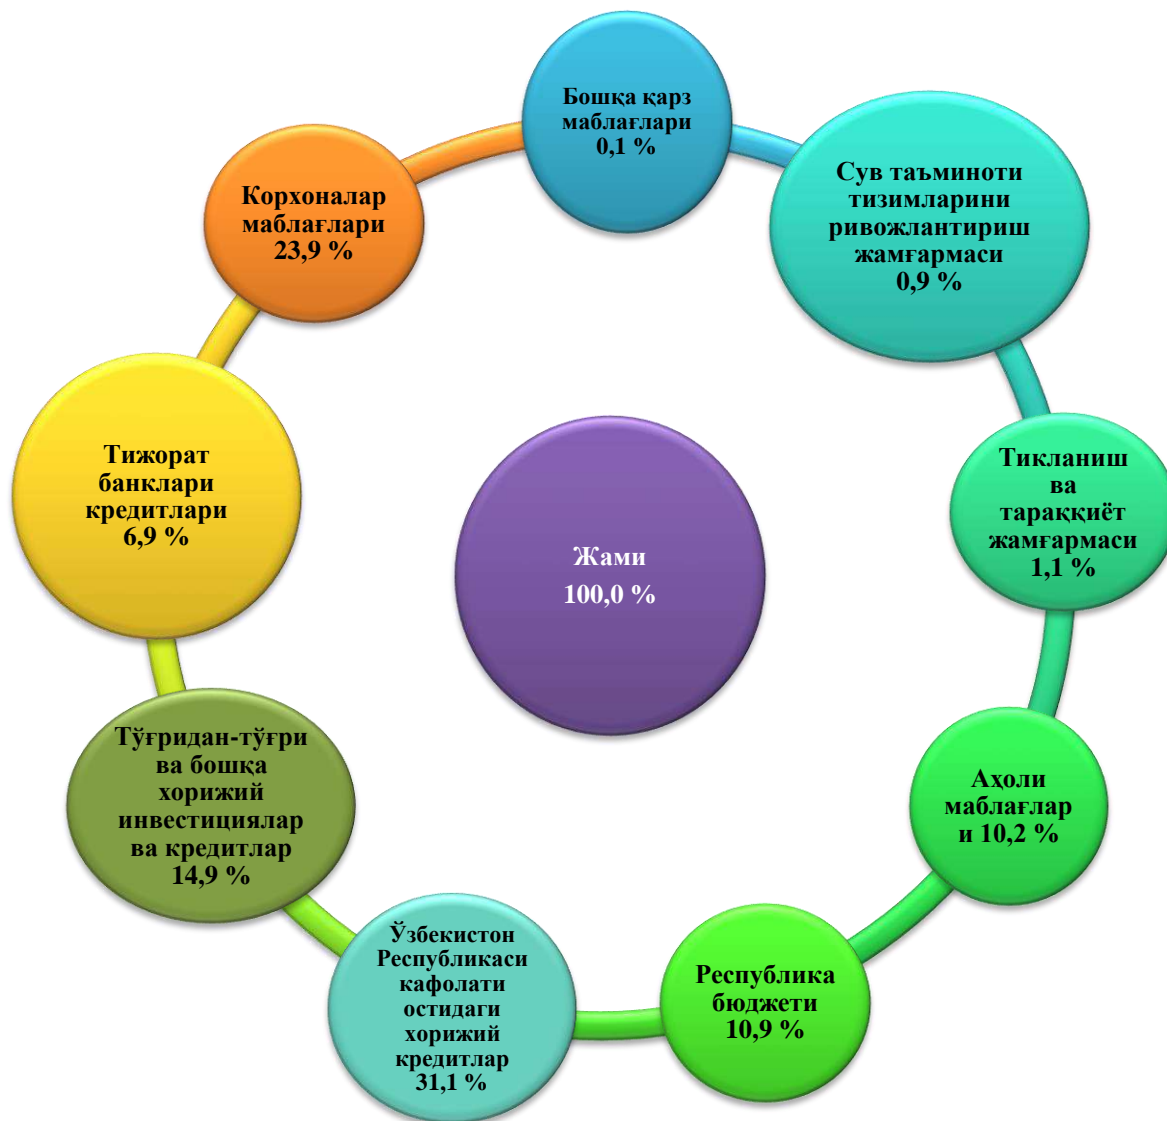 Бошқа қарз
маблағлари
0,1 %
Сув таъминоти
тизимларини
ривожлантириш
жамғармаси
0,9 %
Тикланиш
ва
тараққиёт
жамғармаси
1,1 %
Аҳоли
маблағлар
и 10,2 %
Республика
бюджети
10,9 %
Ўзбекистон
Республикаси
кафолати
остидаги
хорижий
кредитлар
31,1 %
Тўғридан-тўғри
ва бошқа
хорижий
инвестициялар
ва кредитлар
14,9 %
Тижорат
банклари
кредитлари
6,9 %
Корхоналар
маблағлари
23,9 %
Жами
100,0 %